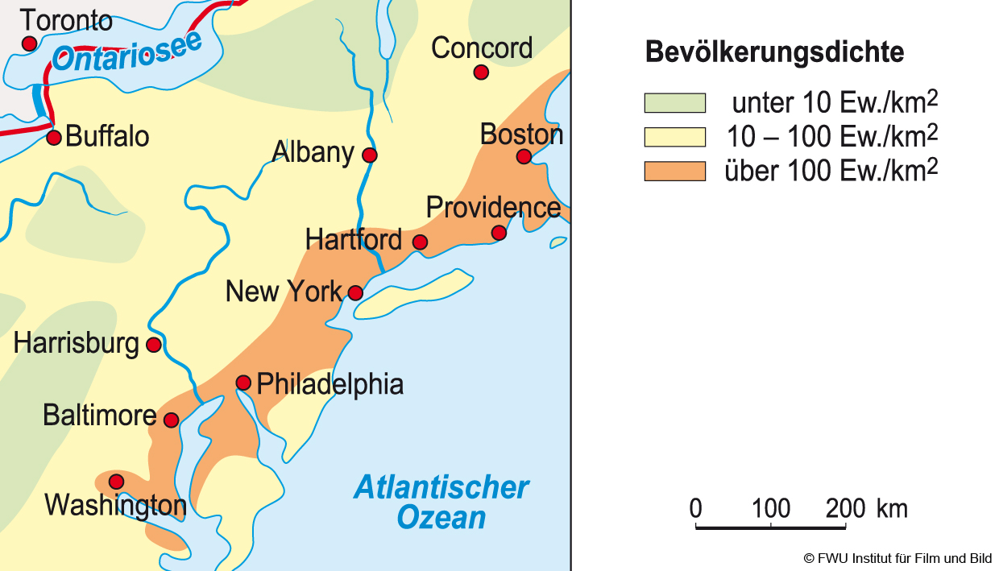 Toronto
Ontariosee
Concord
Buffalo
Albany
Boston
Providence
Hartford
New York
Harrisburg
Philadelphia
Baltimore
Washington
Atlantischer
Ozean
Bevölkerungsdichte
unter 10 Ew./km²
10 – 100 Ew./km²
über 100 Ew./km²
0 100 200 km
© FWU Institut für Film und Bild